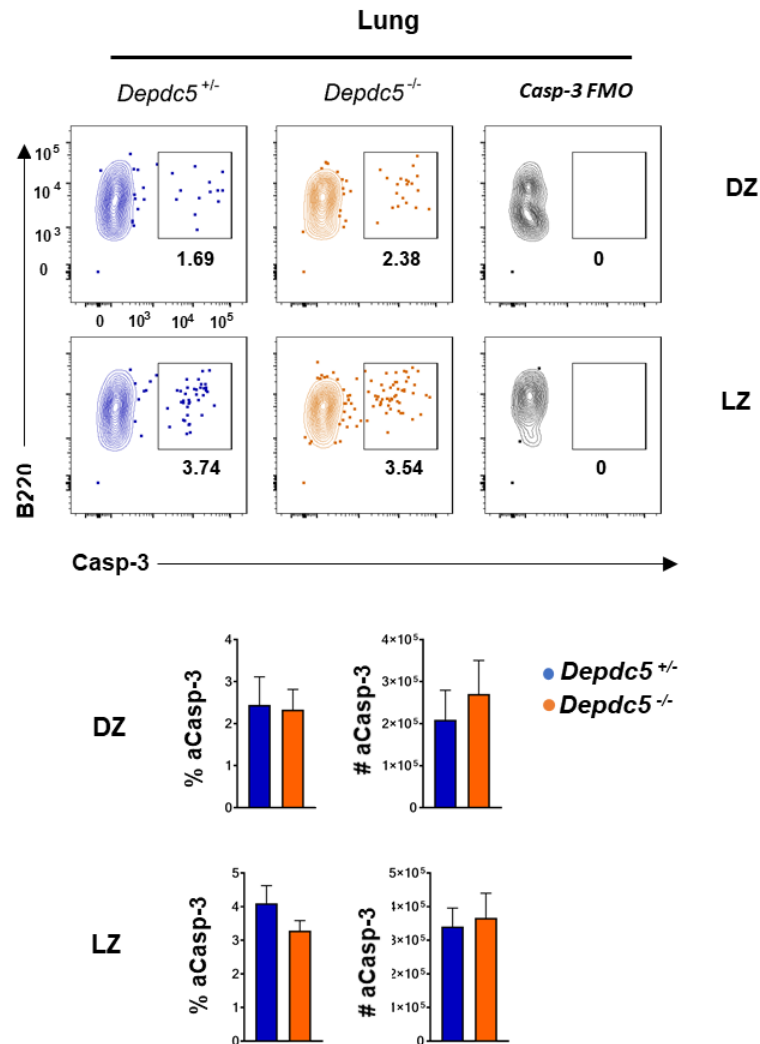 Lung
Depdc5 +/- Depdc5 -/- Casp-3 FMO
10⁵
10⁴
10³
0
1.69 2.38 0
DZ
0 10³ 10⁴ 10⁵
3.74 3.54 0
LZ
B220
Casp-3
DZ
% aCasp-3
4
3
2
1
0
# aCasp-3
4×10⁵
3×10⁵
2×10⁵
1×10⁵
0
Depdc5 +/-
Depdc5 -/-
LZ
% aCasp-3
5
4
3
2
1
0
# aCasp-3
5×10⁵
4×10⁵
3×10⁵
2×10⁵
1×10⁵
0